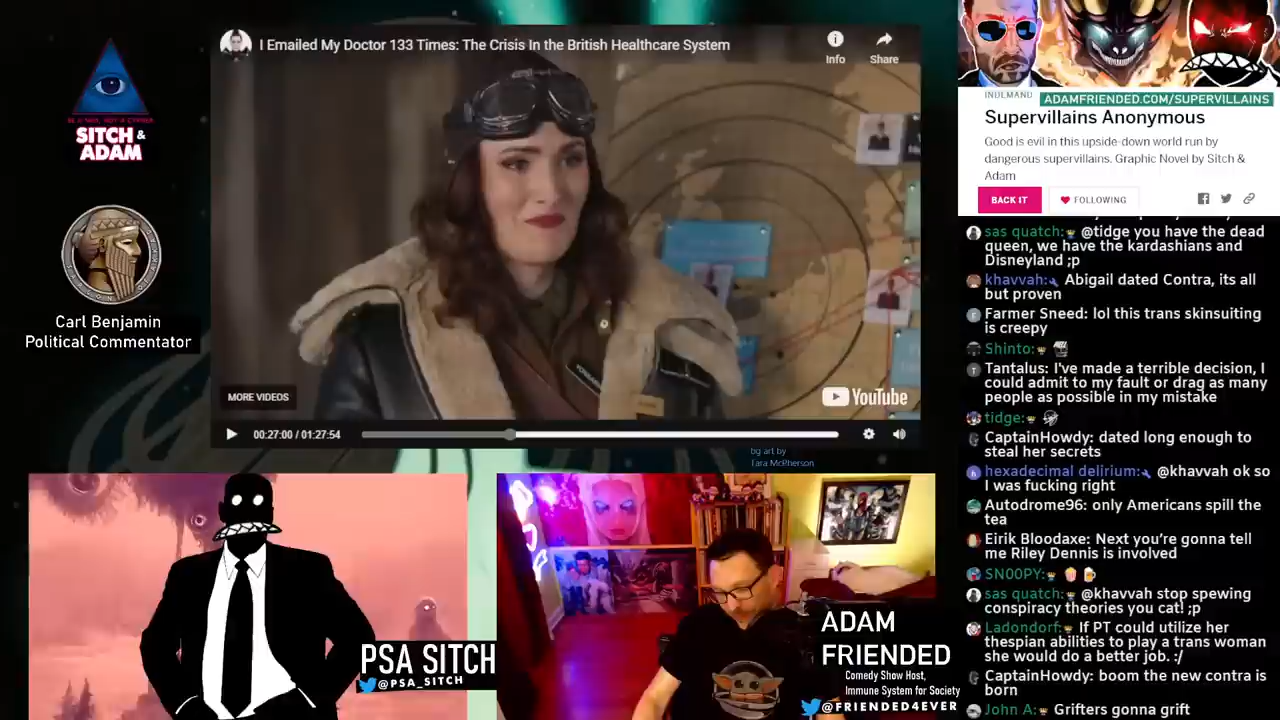 I Emailed My Doctor 133 Times: The Crisis In the British Healthcare System
Info
Share
SITCH &
ADAM
Carl Benjamin
Political Commentator
MORE VIDEOS
YouTube
00:27:00 / 01:27:54
bg art by
Tara McPherson
PSA SITCH
@PSA_SITCH
ADAM
FRIENDED
Comedy Show Host,
Immune System for Society
@FRIENDED4EVER
INDEMAND
ADAMFRIENDED.COM/SUPERVILLAINS
Supervillains Anonymous
Good is evil in this upside-down world run by
dangerous supervillains. Graphic Novel by Sitch &
Adam
BACK IT
FOLLOWING
sas quatch: @tidge you have the dead
queen, we have the kardashians and
Disneyland ;p
khavvah: Abigail dated Contra, its all
but proven
Farmer Sneed: lol this trans skinsuiting
is creepy
Shinto:
Tantalus: I've made a terrible decision, I
could admit to my fault or drag as many
people as possible in my mistake
tidge:
CaptainHowdy: dated long enough to
steal her secrets
hexadecimal delirium: @khavvah ok so
I was fucking right
Autodrome96: only Americans spill the
tea
Eirik Bloodaxe: Next you're gonna tell
me Riley Dennis is involved
SN00PY:
sas quatch: @khavvah stop spewing
conspiracy theories you cat! ;p
Ladondorf: If PT could utilize her
thespian abilities to play a trans woman
she would do a better job. :/
CaptainHowdy: boom the new contra is
born
John A: Grifters gonna grift